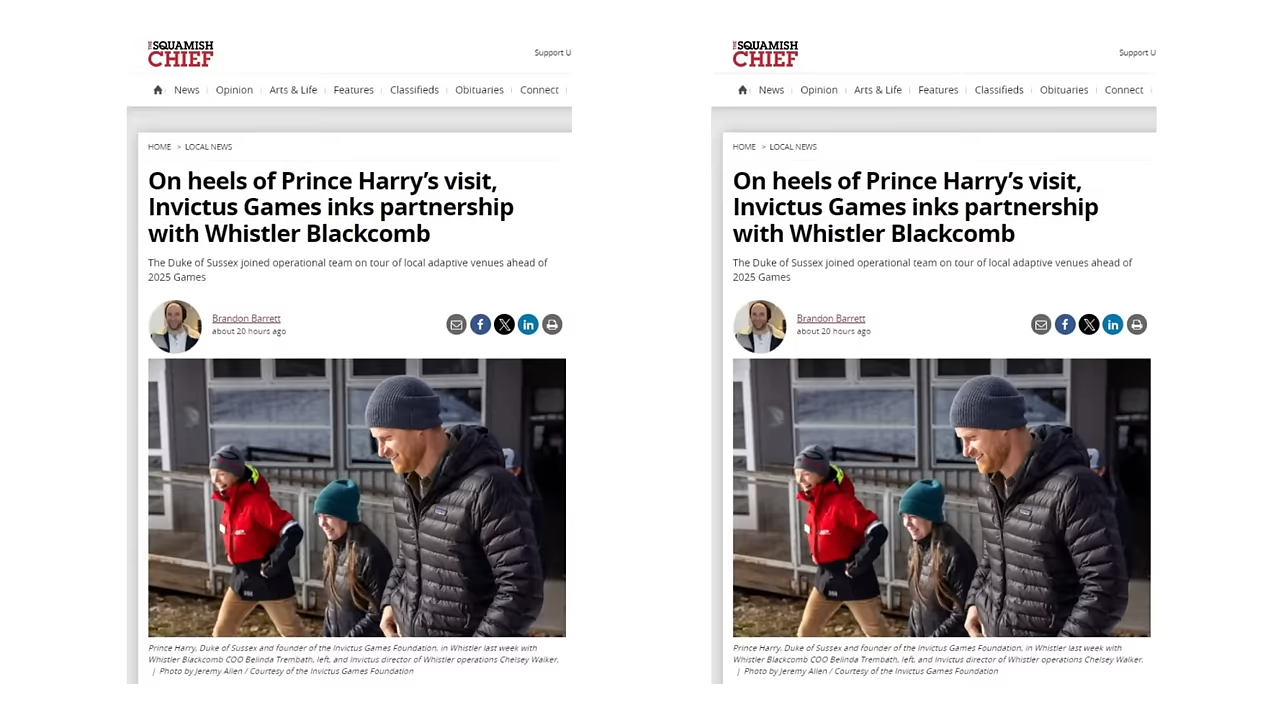 THE SQUAMISH
CHIEF
Support U
News Opinion Arts & Life Features Classifieds Obituaries Connect
HOME > LOCAL NEWS
On heels of Prince Harry’s visit,
Invictus Games inks partnership
with Whistler Blackcomb
The Duke of Sussex joined operational team on tour of local adaptive venues ahead of
2025 Games
Brandon Barrett
about 20 hours ago
Prince Harry, Duke of Sussex and founder of the Invictus Games Foundation, in Whistler last week with
Whistler Blackcomb COO Belinda Trembath, left, and Invictus director of Whistler operations Chelsey Walker.
| Photo by Jeremy Allen / Courtesy of the Invictus Games Foundation
THE SQUAMISH
CHIEF
Support U
News Opinion Arts & Life Features Classifieds Obituaries Connect
HOME > LOCAL NEWS
On heels of Prince Harry’s visit,
Invictus Games inks partnership
with Whistler Blackcomb
The Duke of Sussex joined operational team on tour of local adaptive venues ahead of
2025 Games
Brandon Barrett
about 20 hours ago
Prince Harry, Duke of Sussex and founder of the Invictus Games Foundation, in Whistler last week with
Whistler Blackcomb COO Belinda Trembath, left, and Invictus director of Whistler operations Chelsey Walker.
| Photo by Jeremy Allen / Courtesy of the Invictus Games Foundation